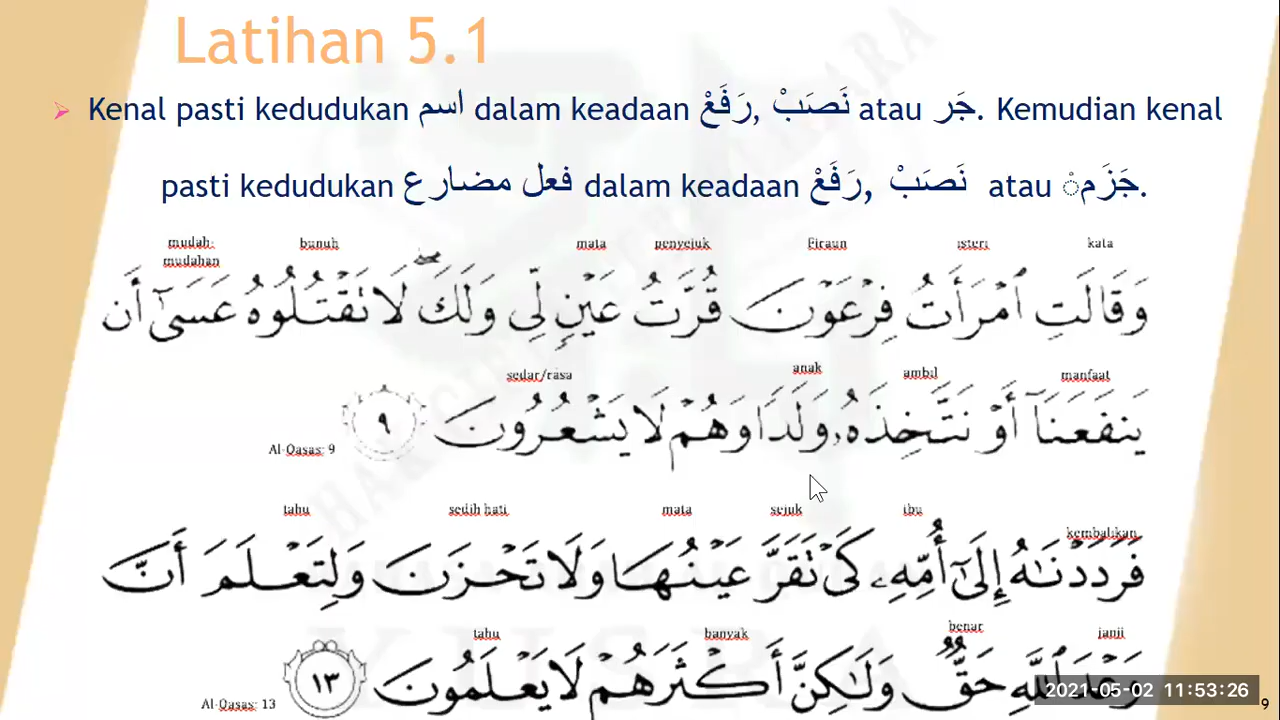 Latihan 5.1
➢ Kenal pasti kedudukan اسم dalam keadaan رَفَعْ, نَصَبْ atau جَر. Kemudian kenal
pasti kedudukan فعل مضارع dalam keadaan رَفَعْ, نَصَبْ atau جَزَمْ.
mudah-mudahan bunuh mata penyejuk Firaun isteri kata
وَقَالَتِ ٱمْرَأَتُ فِرْعَوْنَ قُرَّتُ عَيْنٍ لِّي وَلَكَ ۖ لَا تَقْتُلُوهُ عَسَىٰٓ أَن
sedar/rasa anak ambil manfaat
يَنفَعَنَآ أَوْ نَتَّخِذَهُۥ وَلَدًا وَهُمْ لَا يَشْعُرُونَ ٩
Al-Qasas: 9
tahu sedih hati mata sejuk ibu kembalikan
فَرَدَدْنَٰهُ إِلَىٰٓ أُمِّهِۦ كَىْ تَقَرَّ عَيْنُهَا وَلَا تَحْزَنَ وَلِتَعْلَمَ أَنَّ
tahu banyak benar janji
وَعْدَ ٱللَّهِ حَقٌّ وَلَٰكِنَّ أَكْثَرَهُمْ لَا يَعْلَمُونَ ١٣
Al-Qasas: 13
2021-05-02 11:53:26
9